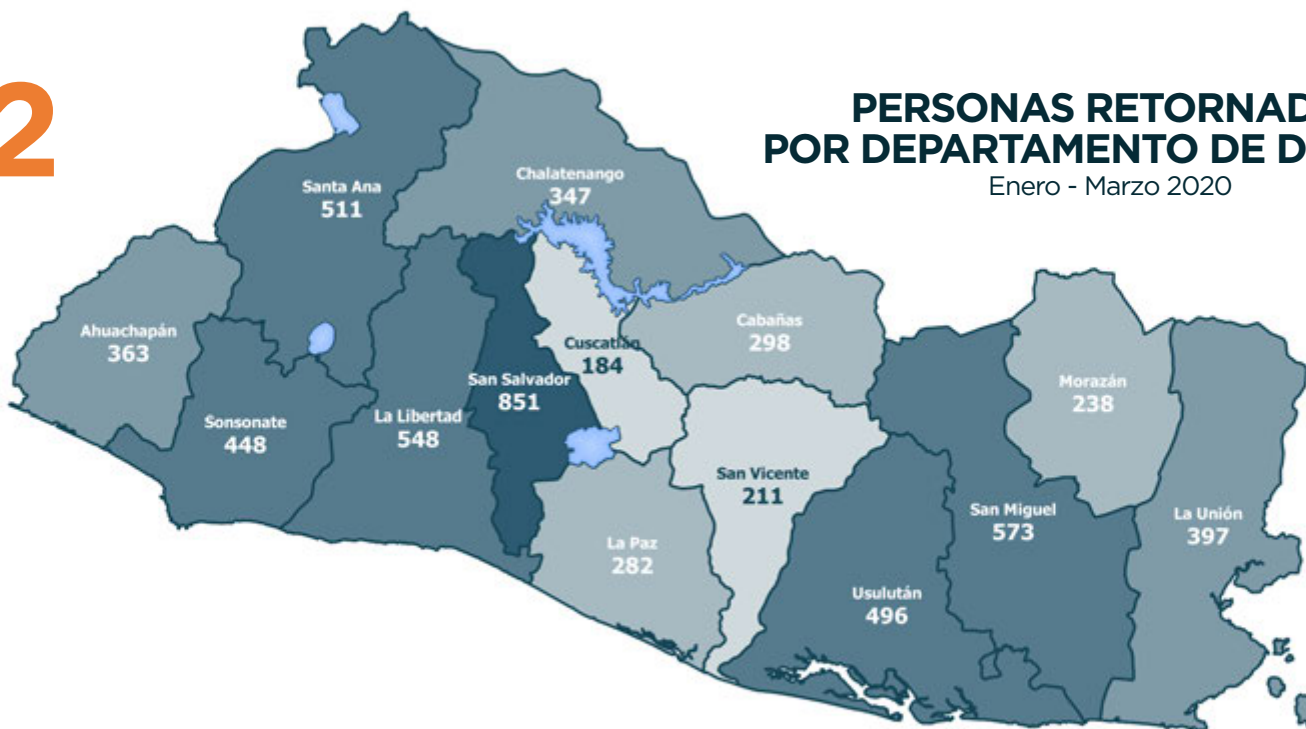 2
PERSONAS RETORNAD
POR DEPARTAMENTO DE D
Enero - Marzo 2020
Santa Ana
511
Chalatenango
347
Ahuachapán
363
Sonsonate
448
La Libertad
548
San Salvador
851
Cuscatlán
184
Cabañas
298
La Paz
282
San Vicente
211
Usulután
496
San Miguel
573
Morazán
238
La Unión
397